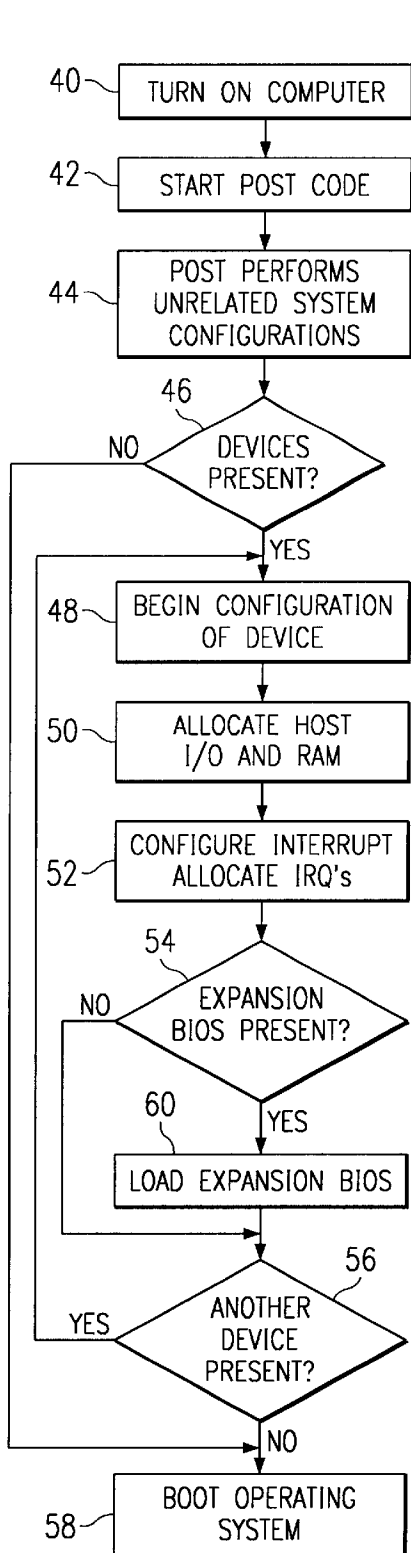 40
TURN ON COMPUTER
42
START POST CODE
44
POST PERFORMS
UNRELATED SYSTEM
CONFIGURATIONS
46
NO
DEVICES
PRESENT?
YES
48
BEGIN CONFIGURATION
OF DEVICE
50
ALLOCATE HOST
I/O AND RAM
52
CONFIGURE INTERRUPT
ALLOCATE IRQ's
54
NO
EXPANSION
BIOS PRESENT?
YES
60
LOAD EXPANSION BIOS
56
YES
ANOTHER
DEVICE
PRESENT?
NO
58
BOOT OPERATING
SYSTEM